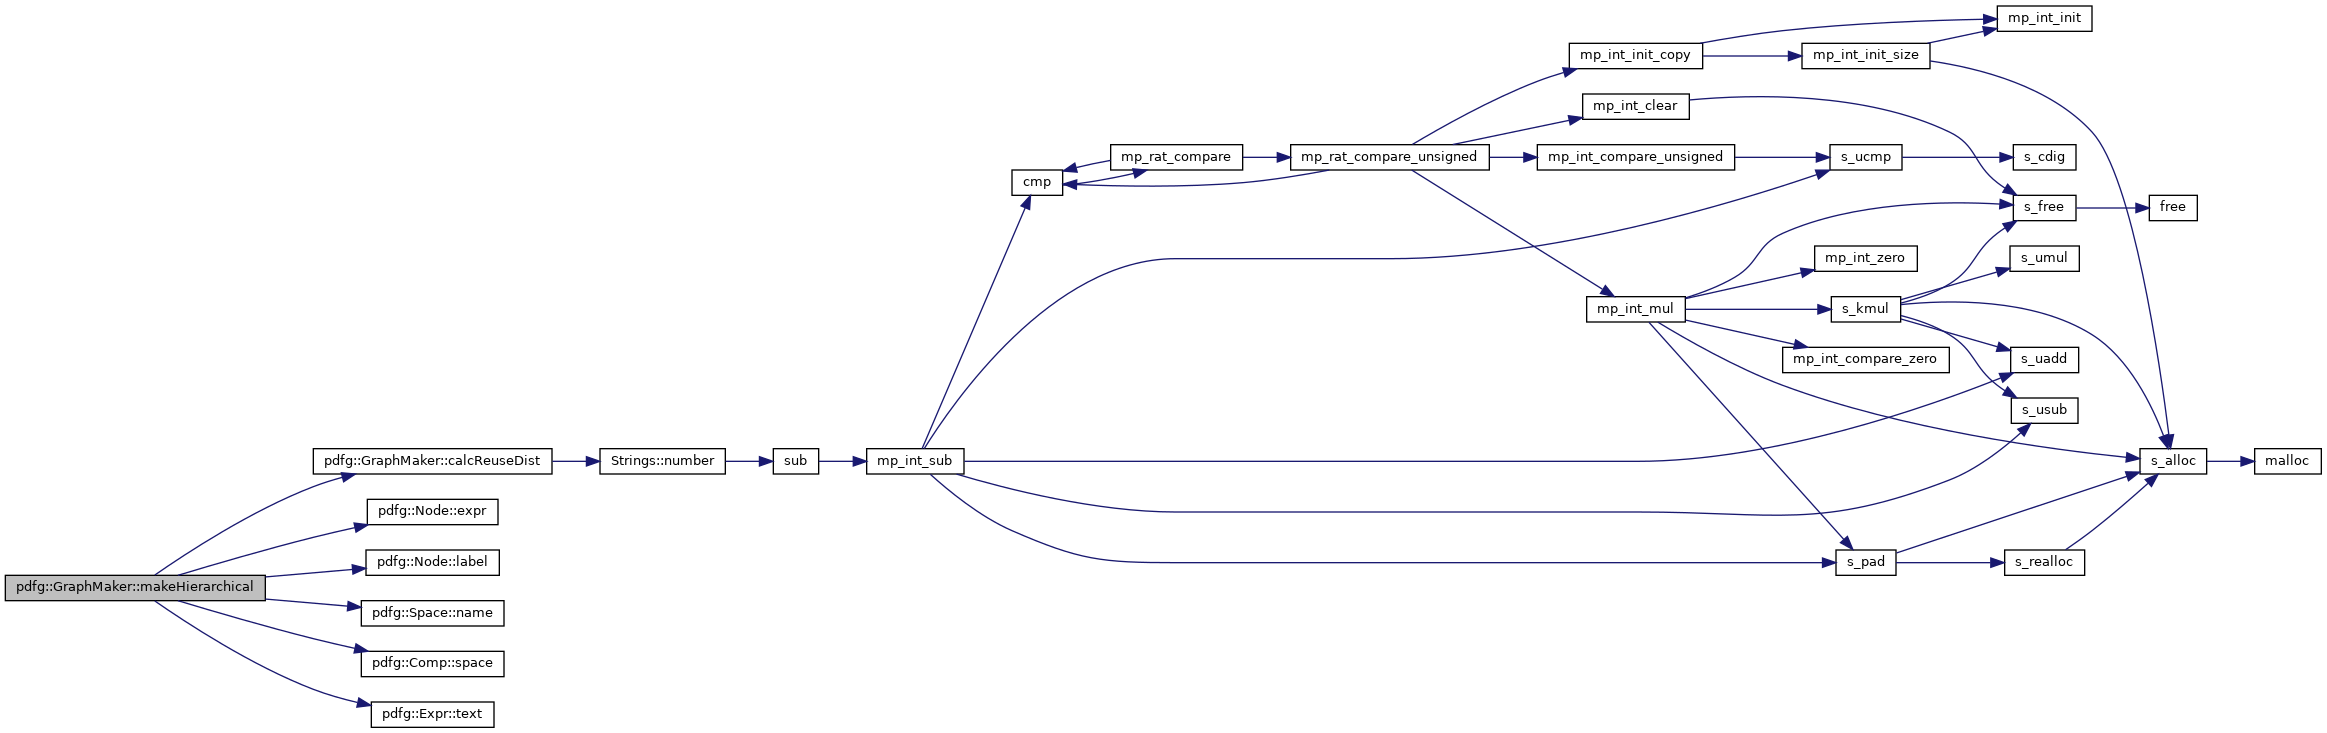 mp_int_init
mp_int_init_copy
mp_int_init_size
mp_int_clear
mp_rat_compare
mp_rat_compare_unsigned
mp_int_compare_unsigned
s_ucmp
s_cdig
cmp
s_free
free
mp_int_zero
s_umul
mp_int_mul
s_kmul
mp_int_compare_zero
s_uadd
s_usub
pdfg::GraphMaker::calcReuseDist
Strings::number
sub
mp_int_sub
s_alloc
malloc
pdfg::Node::expr
pdfg::Node::label
s_pad
s_realloc
pdfg::GraphMaker::makeHierarchical
pdfg::Space::name
pdfg::Comp::space
pdfg::Expr::text